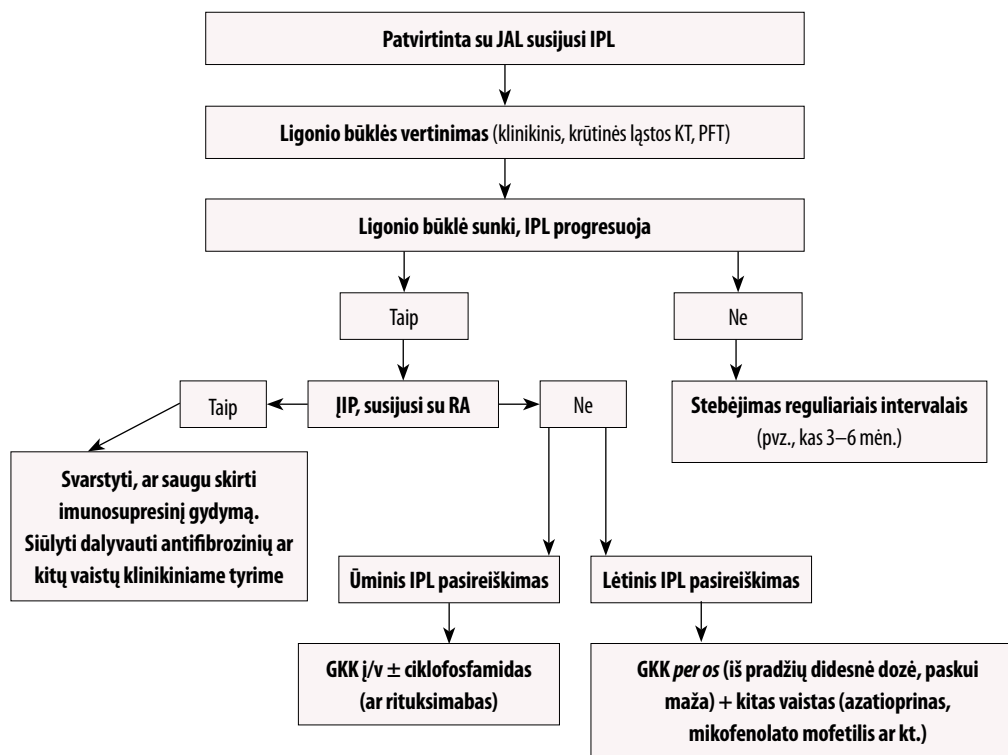 Patvirtinta su JAL susijusi IPL
Ligonio būklės vertinimas (klinikinis, krūtinės ląstos KT, PFT)
Ligonio būklė sunki, IPL progresuoja
Taip
Ne
Taip
ĮIP, susijusi su RA
Ne
Stebėjimas reguliariais intervalais
(pvz., kas 3–6 mėn.)
Svarstyti, ar saugu skirti
imunosupresinį gydymą.
Siūlyti dalyvauti antifibrozinių ar
kitų vaistų klinikiniame tyrime
Ūminis IPL pasireiškimas
Lėtinis IPL pasireiškimas
GKK į/v ± ciklofosfamidas
(ar rituksimabas)
GKK per os (iš pradžių didesnė dozė, paskui
maža) + kitas vaistas (azatioprinas,
mikofenolato mofetilis ar kt.)